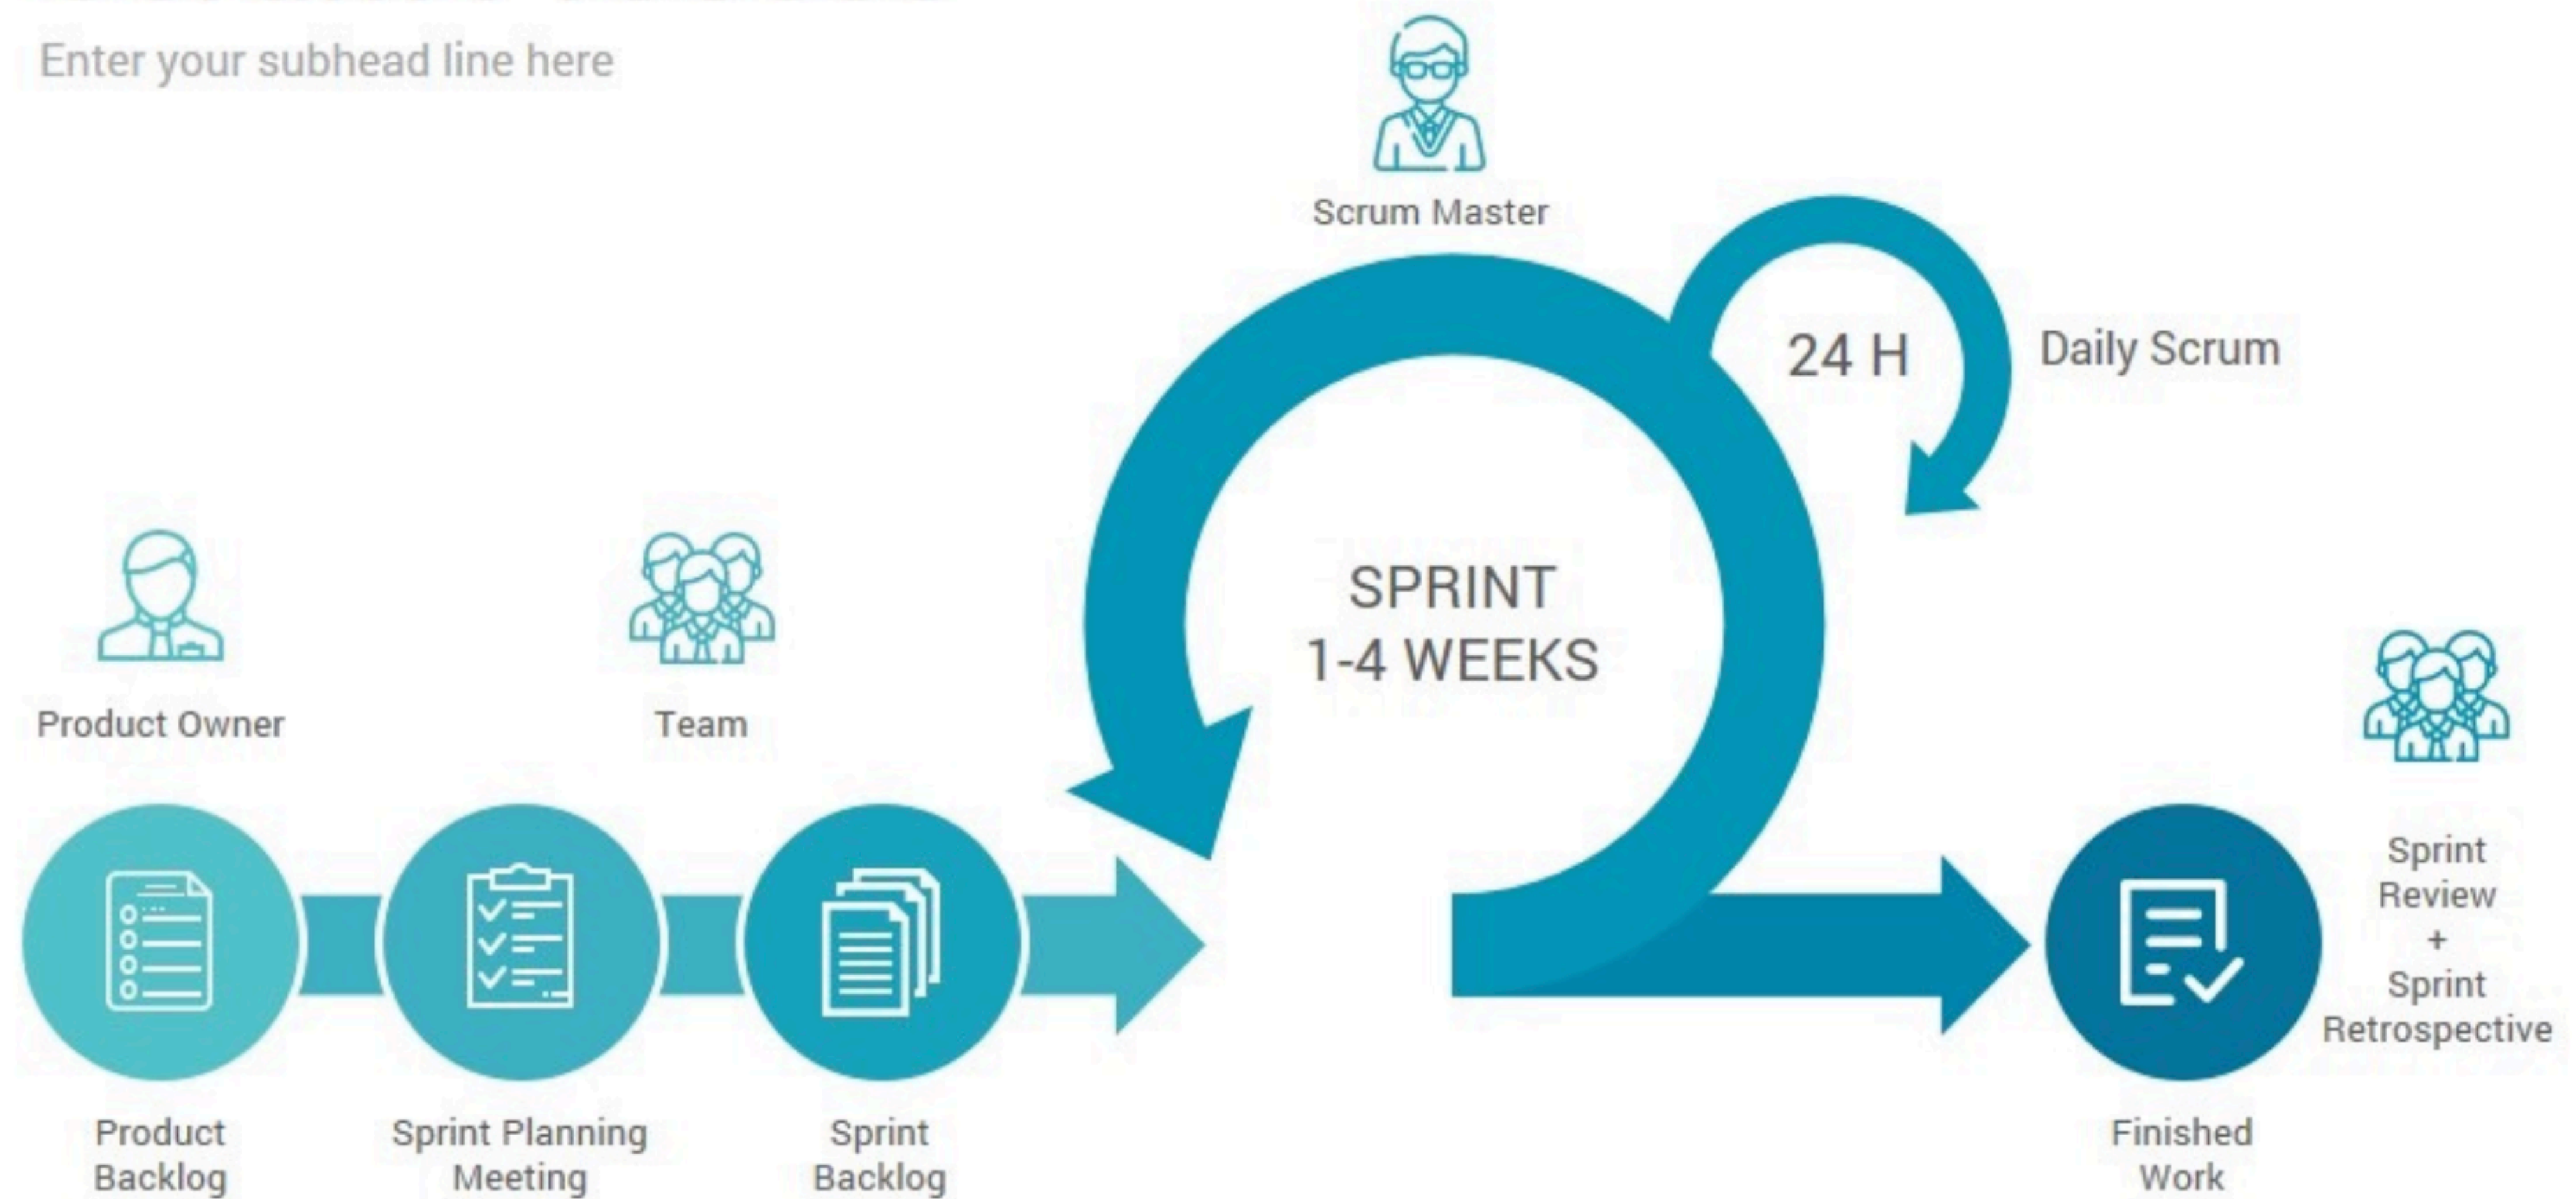 Enter your subhead line here
Scrum Master
24 H
Daily Scrum
SPRINT
1-4 WEEKS
Product Owner
Team
Sprint
Review
+
Sprint
Retrospective
Product
Backlog
Sprint Planning
Meeting
Sprint
Backlog
Finished
Work